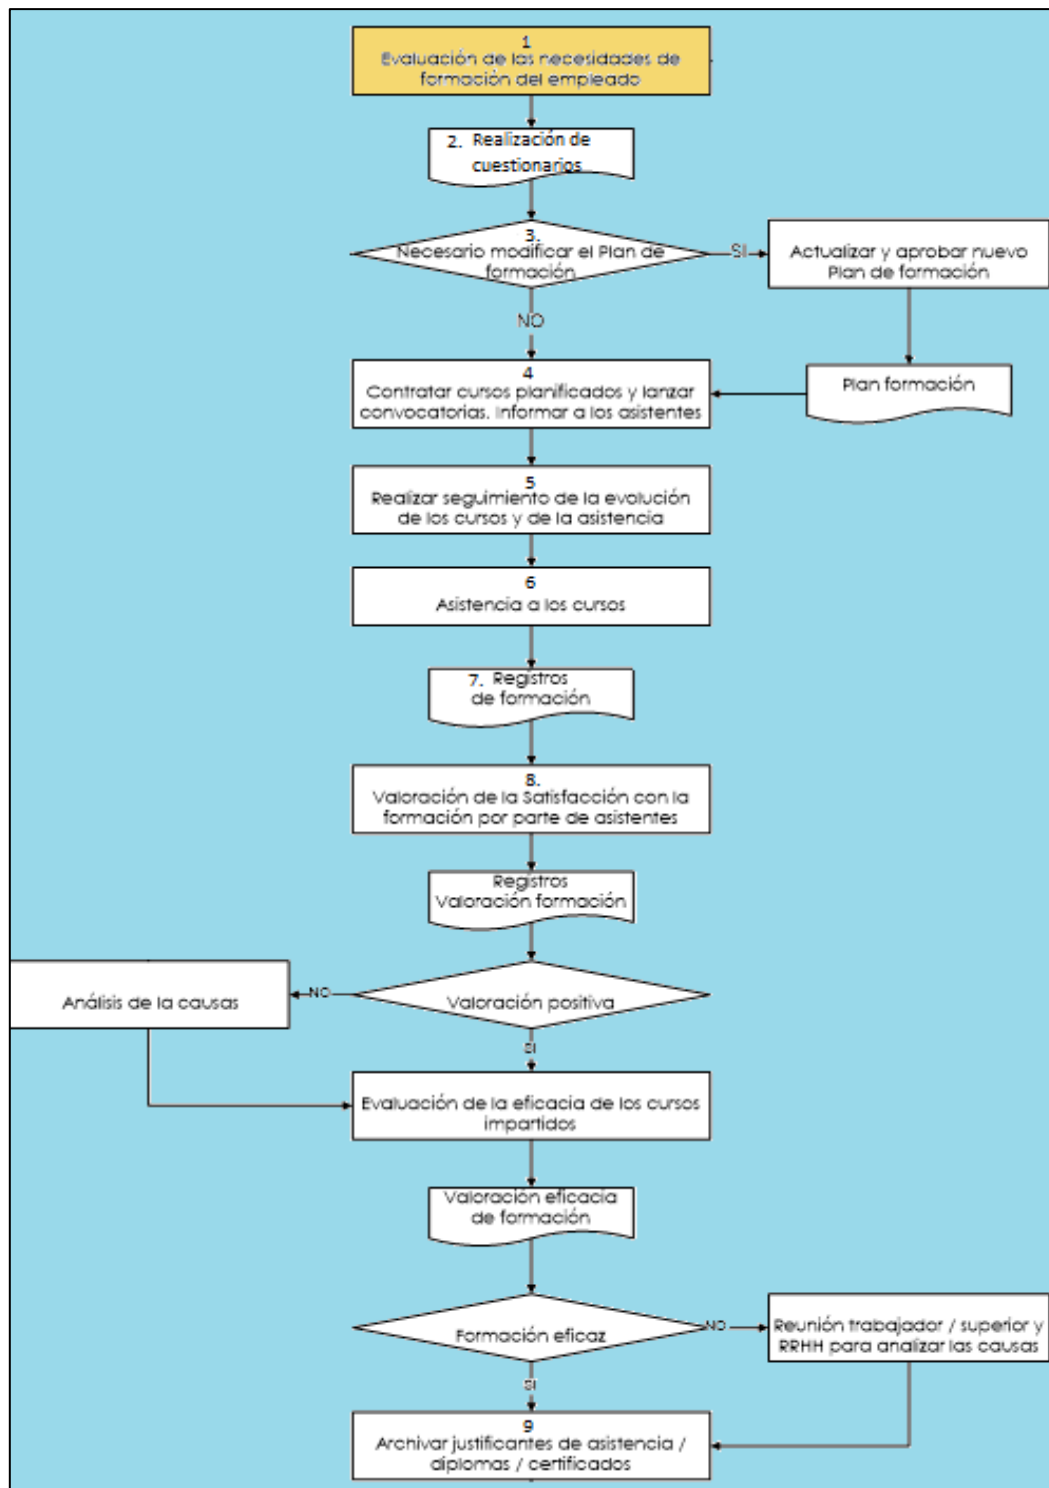 1
Evaluación de las necesidades de
formación del empleado
2. Realización de
cuestionarios
3.
Necesario modificar el Plan de
formación
SI
Actualizar y aprobar nuevo
Plan de formación
NO
Plan formación
4
Contratar cursos planificados y lanzar
convocatorias. Informar a los asistentes
5
Realizar seguimiento de la evolución
de los cursos y de la asistencia
6
Asistencia a los cursos
7. Registros
de formación
8.
Valoración de la Satisfacción con la
formación por parte de asistentes
Registros
Valoración formación
Análisis de la causas
NO
Valoración positiva
SI
Evaluación de la eficacia de los cursos
impartidos
Valoración eficacia
de formación
Formación eficaz
NO
Reunión trabajador / superior y
RRHH para analizar las causas
SI
9
Archivar justificantes de asistencia /
diplomas / certificados